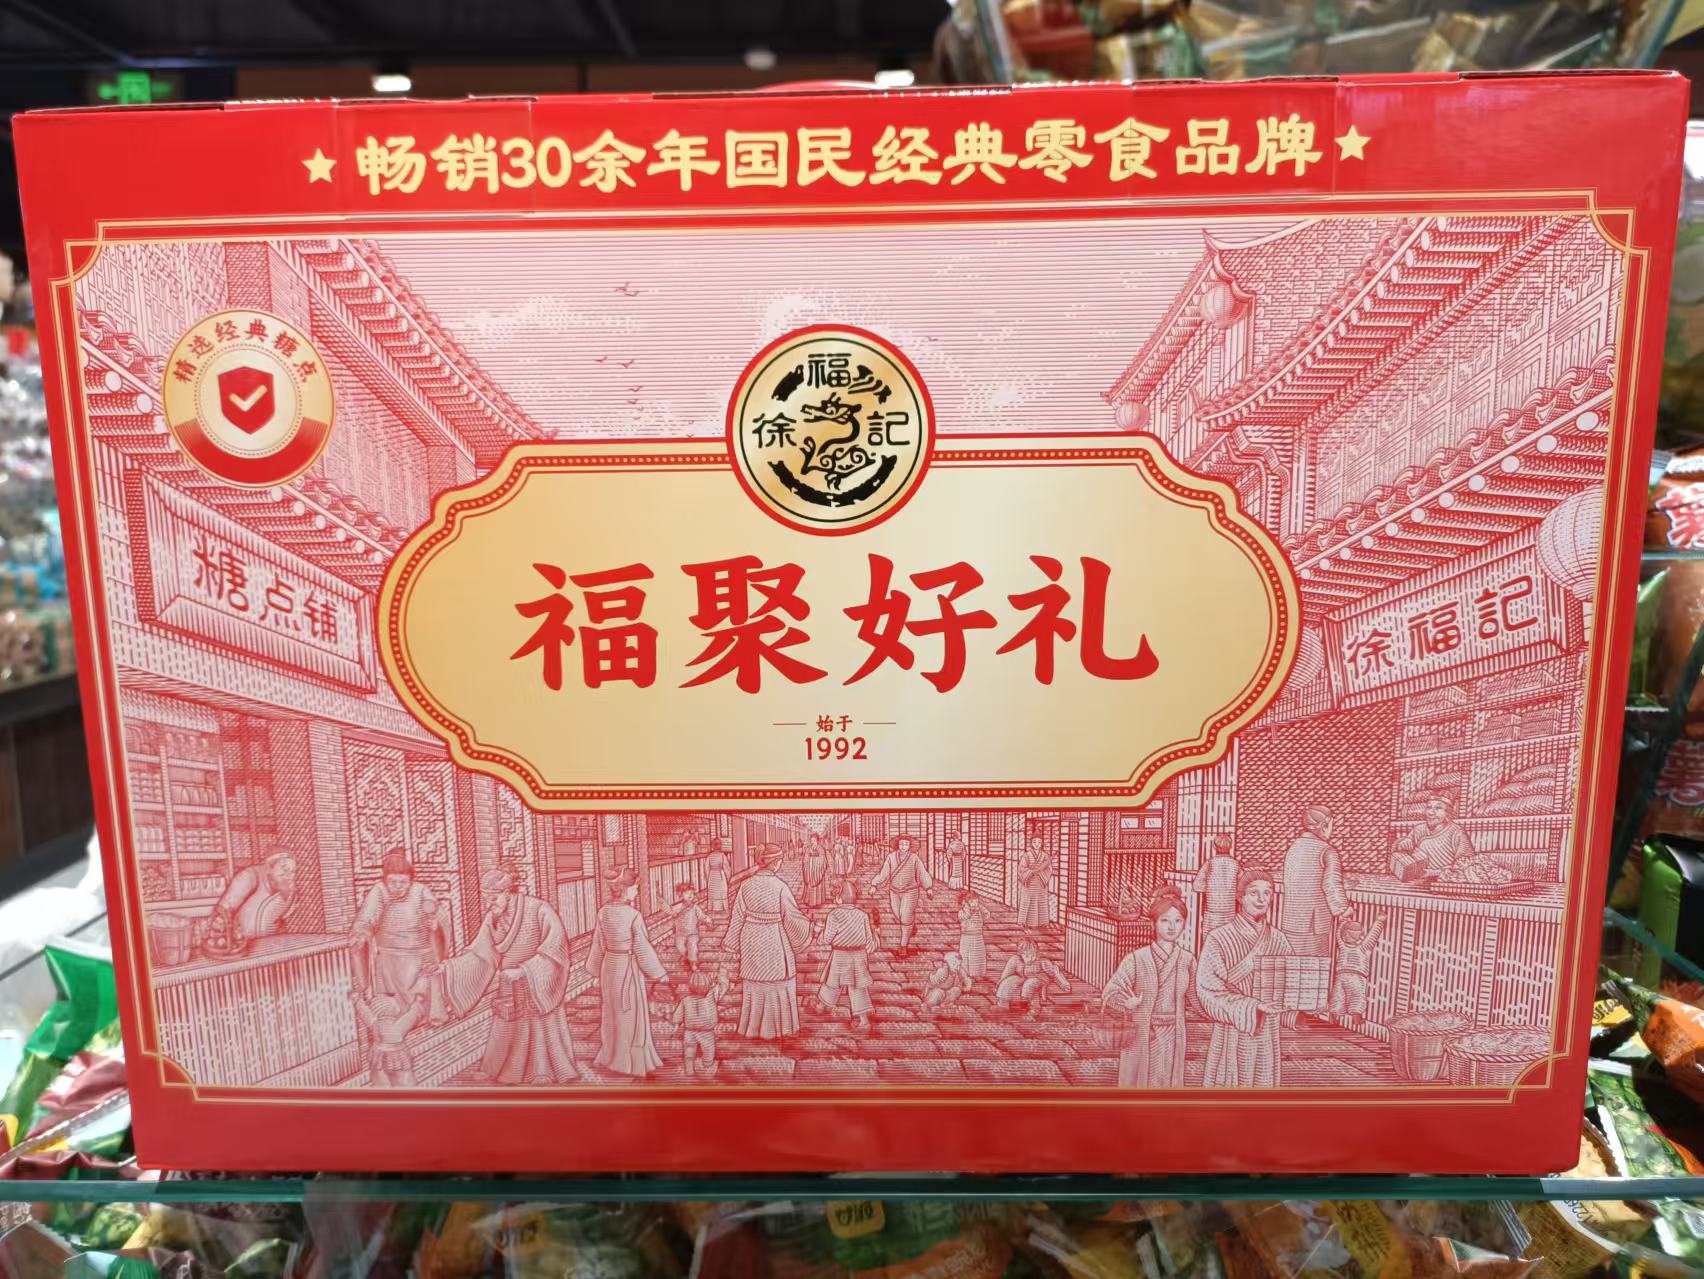 畅销30余年国民经典零食品牌
精选经典糖点
福
徐 記
糖点铺
徐福記
福聚好礼
始于
1992